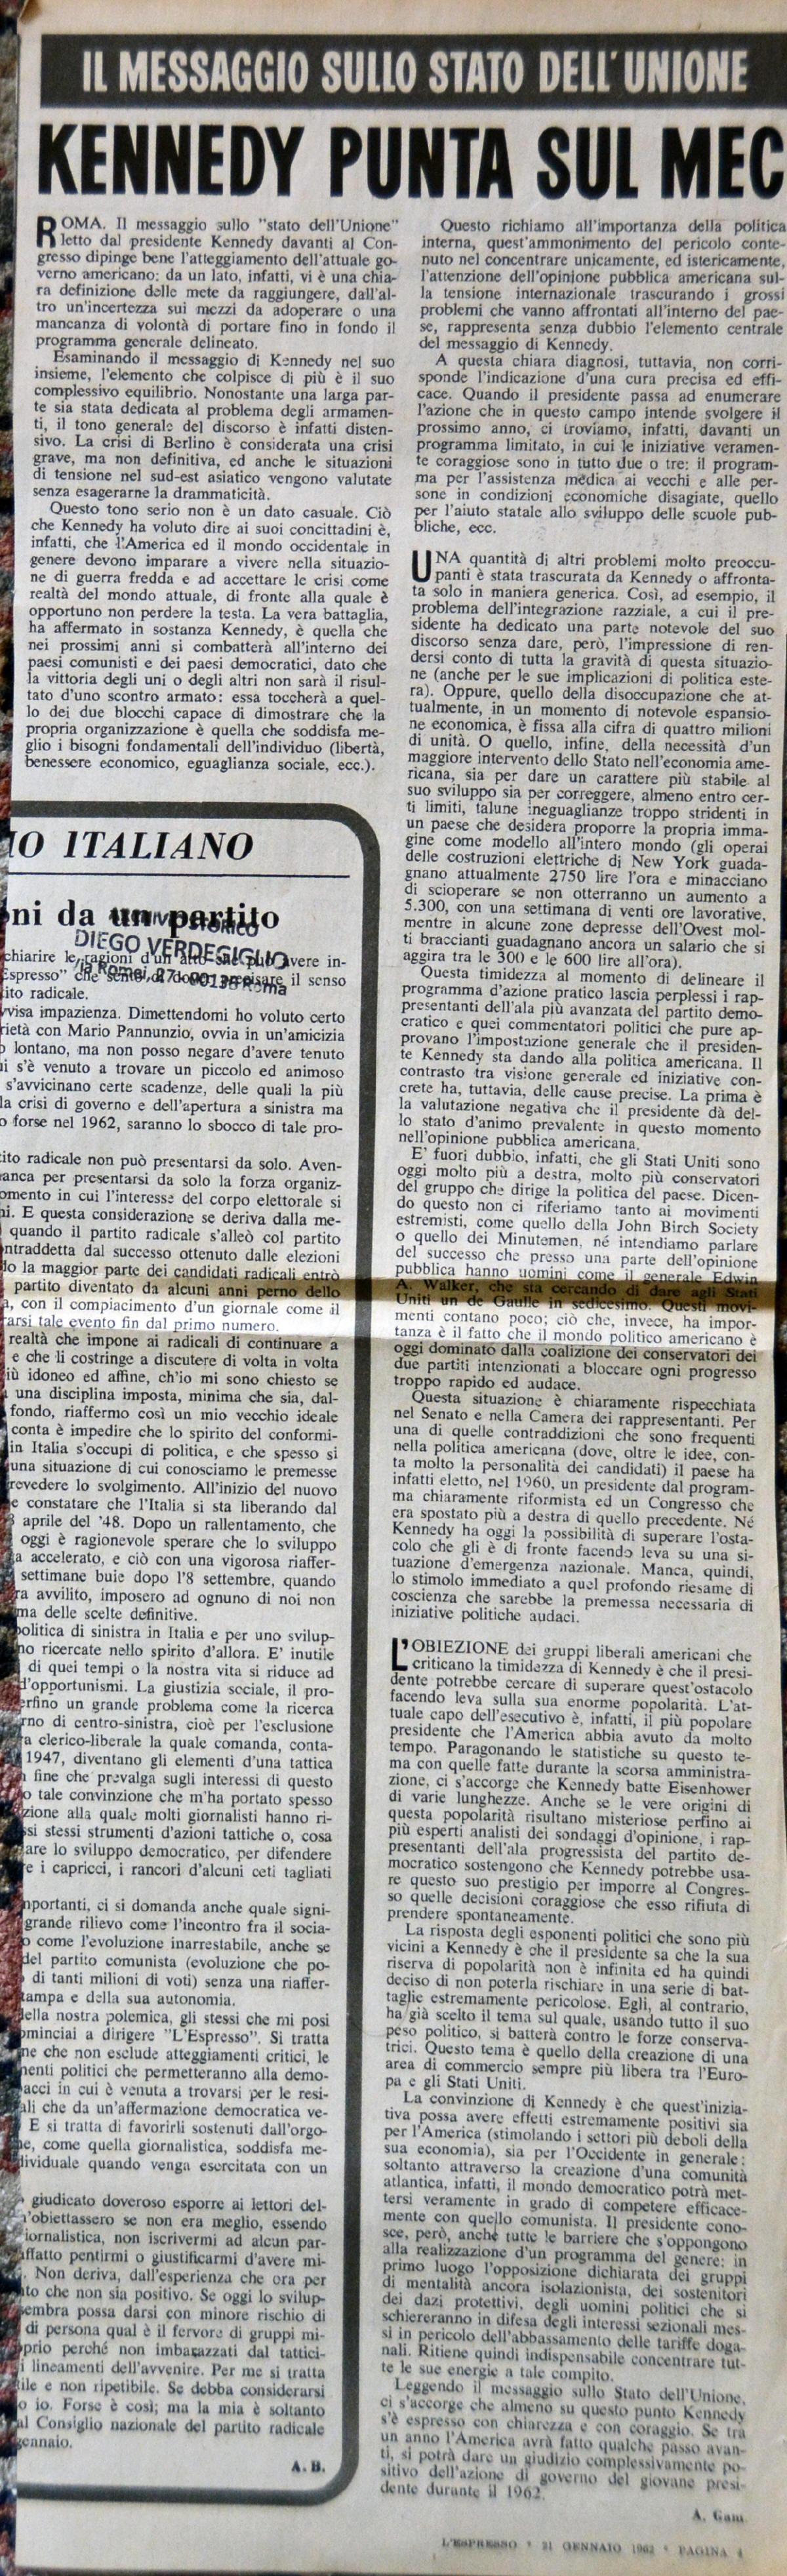 IL MESSAGGIO SULLO STATO DELL'UNIONE
KENNEDY PUNTA SUL MEC
ROMA. Il messaggio sullo "stato dell'Unione"
letto dal presidente Kennedy davanti al Con-
gresso dipinge bene l'atteggiamento dell'attuale go-
verno americano: da un lato, infatti, vi è una chia-
ra definizione delle mete da raggiungere, dall'al-
tro un'incertezza sui mezzi da adoperare o una
mancanza di volontà di portare fino in fondo il
programma generale delineato.
Esaminando il messaggio di Kennedy nel suo
insieme, l'elemento che colpisce di più è il suo
complessivo equilibrio. Nonostante una larga par-
te sia stata dedicata al problema degli armamen-
ti, il tono generale del discorso è infatti disten-
sivo. La crisi di Berlino è considerata una crisi
grave, ma non definitiva, ed anche le situazioni
di tensione nel sud-est asiatico vengono valutate
senza esagerarne la drammaticità.
Questo tono serio non è un dato casuale. Ciò
che Kennedy ha voluto dire ai suoi concittadini è,
infatti, che l'America ed il mondo occidentale in
genere devono imparare a vivere nella situazio-
ne di guerra fredda e ad accettare le crisi come
realtà del mondo attuale, di fronte alla quale è
opportuno non perdere la testa. La vera battaglia,
ha affermato in sostanza Kennedy, è quella che
nei prossimi anni si combatterà all'interno dei
paesi comunisti e dei paesi democratici, dato che
la vittoria degli uni o degli altri non sarà il risul-
tato d'uno scontro armato: essa toccherà a quel-
lo dei due blocchi capace di dimostrare che la
propria organizzazione è quella che soddisfa me-
glio i bisogni fondamentali dell'individuo (libertà,
benessere economico, eguaglianza sociale, ecc.).
Questo richiamo all'importanza della politica
interna, quest'ammonimento del pericolo conte-
nuto nel concentrare unicamente, ed istericamente,
l'attenzione dell'opinione pubblica americana sul-
la tensione internazionale trascurando i grossi
problemi che vanno affrontati all'interno del pae-
se, rappresenta senza dubbio l'elemento centrale
del messaggio di Kennedy.
A questa chiara diagnosi, tuttavia, non corri-
sponde l'indicazione d'una cura precisa ed effi-
cace. Quando il presidente passa ad enumerare
l'azione che in questo campo intende svolgere il
prossimo anno, ci troviamo, infatti, davanti un
programma limitato, in cui le iniziative veramen-
te coraggiose sono in tutto due o tre: il program-
ma per l'assistenza medica ai vecchi e alle per-
sone in condizioni economiche disagiate, quello
per l'aiuto statale allo sviluppo delle scuole pub-
bliche, ecc.
UNA quantità di altri problemi molto preoccu-
panti è stata trascurata da Kennedy o affronta-
ta solo in maniera generica. Così, ad esempio, il
problema dell'integrazione razziale, a cui il pre-
sidente ha dedicato una parte notevole del suo
discorso senza dare, però, l'impressione di ren-
dersi conto di tutta la gravità di questa situazio-
ne (anche per le sue implicazioni di politica este-
ra). Oppure, quello della disoccupazione che at-
tualmente, in un momento di notevole espansio-
ne economica, è fissa alla cifra di quattro milioni
di unità. O quello, infine, della necessità d'un
maggiore intervento dello Stato nell'economia ame-
ricana, sia per dare un carattere più stabile al
suo sviluppo sia per correggere, almeno entro cer-
ti limiti, talune ineguaglianze troppo stridenti in
un paese che desidera proporre la propria imma-
gine come modello all'intero mondo (gli operai
delle costruzioni elettriche di New York guada-
gnano attualmente 2750 lire l'ora e minacciano
di scioperare se non otterranno un aumento a
5.300, con una settimana di venti ore lavorative,
mentre in alcune zone depresse dell'Ovest mol-
ti braccianti guadagnano ancora un salario che si
aggira tra le 300 e le 600 lire all'ora).
Questa timidezza al momento di delineare il
programma d'azione pratico lascia perplessi i rap-
presentanti dell'ala più avanzata del partito demo-
cratico e quei commentatori politici che pure ap-
provano l'impostazione generale che il presiden-
te Kennedy sta dando alla politica americana. Il
contrasto tra visione generale ed iniziative con-
crete ha, tuttavia, delle cause precise. La prima è
la valutazione negativa che il presidente dà del-
lo stato d'animo prevalente in questo momento
nell'opinione pubblica americana.
E' fuori dubbio, infatti, che gli Stati Uniti sono
oggi molto più a destra, molto più conservatori
del gruppo che dirige la politica del paese. Dicen-
do questo non ci riferiamo tanto ai movimenti
estremisti, come quello della John Birch Society
o quello dei Minutemen, né intendiamo parlare
del successo che presso una parte dell'opinione
pubblica hanno uomini come il generale Edwin
A. Walker, che sta cercando di dare agli Stati
Uniti un de Gaulle in sedicesimo. Questi movi-
menti contano poco; ciò che, invece, ha impor-
tanza è il fatto che il mondo politico americano è
oggi dominato dalla coalizione dei conservatori dei
due partiti intenzionati a bloccare ogni progresso
troppo rapido ed audace.
Questa situazione è chiaramente rispecchiata
nel Senato e nella Camera dei rappresentanti. Per
una di quelle contraddizioni che sono frequenti
nella politica americana (dove, oltre le idee, con-
ta molto la personalità dei candidati) il paese ha
infatti eletto, nel 1960, un presidente dal program-
ma chiaramente riformista ed un Congresso che
era spostato più a destra di quello precedente. Né
Kennedy ha oggi la possibilità di superare l'osta-
colo che gli è di fronte facendo leva su una si-
tuazione d'emergenza nazionale. Manca, quindi,
lo stimolo immediato a quel profondo riesame di
coscienza che sarebbe la premessa necessaria di
iniziative politiche audaci.
L'OBIEZIONE dei gruppi liberali americani che
criticano la timidezza di Kennedy è che il presi-
dente potrebbe cercare di superare quest'ostacolo
facendo leva sulla sua enorme popolarità. L'at-
tuale capo dell'esecutivo è, infatti, il più popolare
presidente che l'America abbia avuto da molto
tempo. Paragonando le statistiche su questo te-
ma con quelle fatte durante la scorsa amministra-
zione, ci s'accorge che Kennedy batte Eisenhower
di varie lunghezze. Anche se le vere origini di
questa popolarità risultano misteriose perfino ai
più esperti analisti dei sondaggi d'opinione, i rap-
presentanti dell'ala progressista del partito de-
mocratico sostengono che Kennedy potrebbe usa-
re questo suo prestigio per imporre al Congres-
so quelle decisioni coraggiose che esso rifiuta di
prendere spontaneamente.
La risposta degli esponenti politici che sono più
vicini a Kennedy è che il presidente sa che la sua
riserva di popolarità non è infinita ed ha quindi
deciso di non poterla rischiare in una serie di bat-
taglie estremamente pericolose. Egli, al contrario,
ha già scelto il tema sul quale, usando tutto il suo
peso politico, si batterà contro le forze conserva-
trici. Questo tema è quello della creazione di una
area di commercio sempre più libera tra l'Euro-
pa e gli Stati Uniti.
La convinzione di Kennedy è che quest'inizia-
tiva possa avere effetti estremamente positivi sia
per l'America (stimolando i settori più deboli della
sua economia), sia per l'Occidente in generale:
soltanto attraverso la creazione d'una comunità
atlantica, infatti, il mondo democratico potrà met-
tersi veramente in grado di competere efficace-
mente con quello comunista. Il presidente cono-
sce, però, anche tutte le barriere che s'oppongono
alla realizzazione d'un programma del genere: in
primo luogo l'opposizione dichiarata dei gruppi
di mentalità ancora isolazionista, dei sostenitori
dei dazi protettivi, degli uomini politici che si
schiereranno in difesa degli interessi sezionali mes-
si in pericolo dell'abbassamento delle tariffe doga-
nali. Ritiene quindi indispensabile concentrare tut-
te le sue energie a tale compito.
Leggendo il messaggio sullo Stato dell'Unione,
ci s'accorge che almeno su questo punto Kennedy
s'è espresso con chiarezza e con coraggio. Se tra
un anno l'America avrà fatto qualche passo avan-
ti, si potrà dare un giudizio complessivamente po-
sitivo dell'azione di governo del giovane presi-
dente durante il 1962.
A. Gam.
IO ITALIANO
ni da un partito
ARCHIVIO STORICO
DIEGO VERDEGIGLIO
00136 Roma
chiarire le ragioni d'un atto che può avere in-
Espresso" che sento di dover precisare il senso
ito radicale.
vvisa impazienza. Dimettendomi ho voluto certo
rietà con Mario Pannunzio, ovvia in un'amicizia
o lontano, ma non posso negare d'avere tenuto
i s'è venuto a trovare un piccolo ed animoso
s'avvicinano certe scadenze, delle quali la più
la crisi di governo e dell'apertura a sinistra ma
o forse nel 1962, saranno lo sbocco di tale pro-
ito radicale non può presentarsi da solo. Aven-
anca per presentarsi da solo la forza organiz-
omento in cui l'interesse del corpo elettorale si
ni. E questa considerazione se deriva dalla me-
quando il partito radicale s'alleò col partito
ntraddetta dal successo ottenuto dalle elezioni
lo la maggior parte dei candidati radicali entrò
partito diventato da alcuni anni perno dello
a, con il compiacimento d'un giornale come il
rarsi tale evento fin dal primo numero.
realtà che impone ai radicali di continuare a
e che li costringe a discutere di volta in volta
iù idoneo ed affine, ch'io mi sono chiesto se
una disciplina imposta, minima che sia, dal-
fondo, riaffermo così un mio vecchio ideale
conta è impedire che lo spirito del conformi-
in Italia s'occupi di politica, e che spesso si
una situazione di cui conosciamo le premesse
revedere lo svolgimento. All'inizio del nuovo
e constatare che l'Italia si sta liberando dal
8 aprile del '48. Dopo un rallentamento, che
oggi è ragionevole sperare che lo sviluppo
a accelerato, e ciò con una vigorosa riaffer-
settimane buie dopo l'8 settembre, quando
ra avvilito, imposero ad ognuno di noi non
ma delle scelte definitive.
politica di sinistra in Italia e per uno svilup-
no ricercate nello spirito d'allora. E' inutile
di quei tempi o la nostra vita si riduce ad
d'opportunismi. La giustizia sociale, il pro-
erfino un grande problema come la ricerca
rno di centro-sinistra, cioè per l'esclusione
a clerico-liberale la quale comanda, conta-
1947, diventano gli elementi d'una tattica
fine che prevalga sugli interessi di questo
o tale convinzione che m'ha portato spesso
zione alla quale molti giornalisti hanno ri-
ssi stessi strumenti d'azioni tattiche o, cosa
are lo sviluppo democratico, per difendere
e i capricci, i rancori d'alcuni ceti tagliati
mportanti, ci si domanda anche quale signi-
grande rilievo come l'incontro fra il socia-
o come l'evoluzione inarrestabile, anche se
del partito comunista (evoluzione che po-
di tanti milioni di voti) senza una riaffer-
tampa e della sua autonomia.
della nostra polemica, gli stessi che mi posi
ominciai a dirigere "L'Espresso". Si tratta
ne che non esclude atteggiamenti critici, le
menti politici che permetteranno alla demo-
acci in cui è venuta a trovarsi per le resi-
ali che da un'affermazione democratica ve-
E si tratta di favorirli sostenuti dall'orgo-
ne, come quella giornalistica, soddisfa me-
dividuale quando venga esercitata con un
giudicato doveroso esporre ai lettori del-
n'obiettassero se non era meglio, essendo
iornalistica, non iscrivermi ad alcun par-
ffatto pentirmi o giustificarmi d'avere mi-
. Non deriva, dall'esperienza che ora per
ito che non sia positivo. Se oggi lo svilup-
sembra possa darsi con minore rischio di
di persona qual è il fervore di gruppi mi-
prio perché non imbarazzati dal tattici-
i lineamenti dell'avvenire. Per me si tratta
tile e non ripetibile. Se debba considerarsi
o io. Forse è così; ma la mia è soltanto
al Consiglio nazionale del partito radicale
gennaio.
A. B.
L'ESPRESSO • 21 GENNAIO 1962 • PAGINA 4